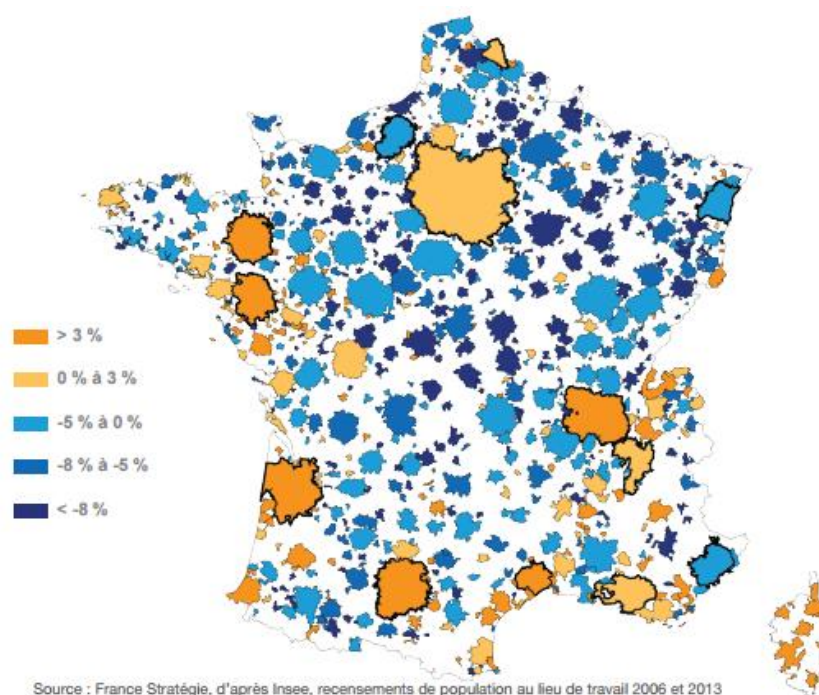 > 3 %
0 % à 3 %
-5 % à 0 %
-8 % à -5 %
< -8 %
Source : France Stratégie, d'après Insee, recensements de population au lieu de travail 2006 et 2013